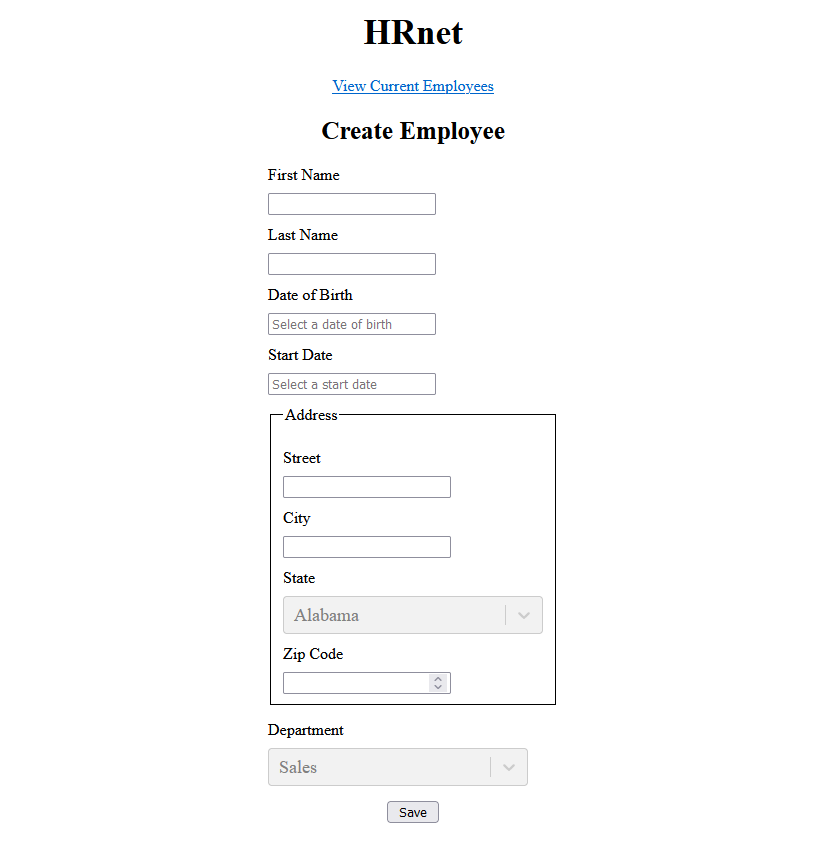 HRnet
View Current Employees
Create Employee
First Name
Last Name
Date of Birth
Select a date of birth
Start Date
Select a start date
Address
Street
City
State
Alabama
Zip Code
Department
Sales
Save